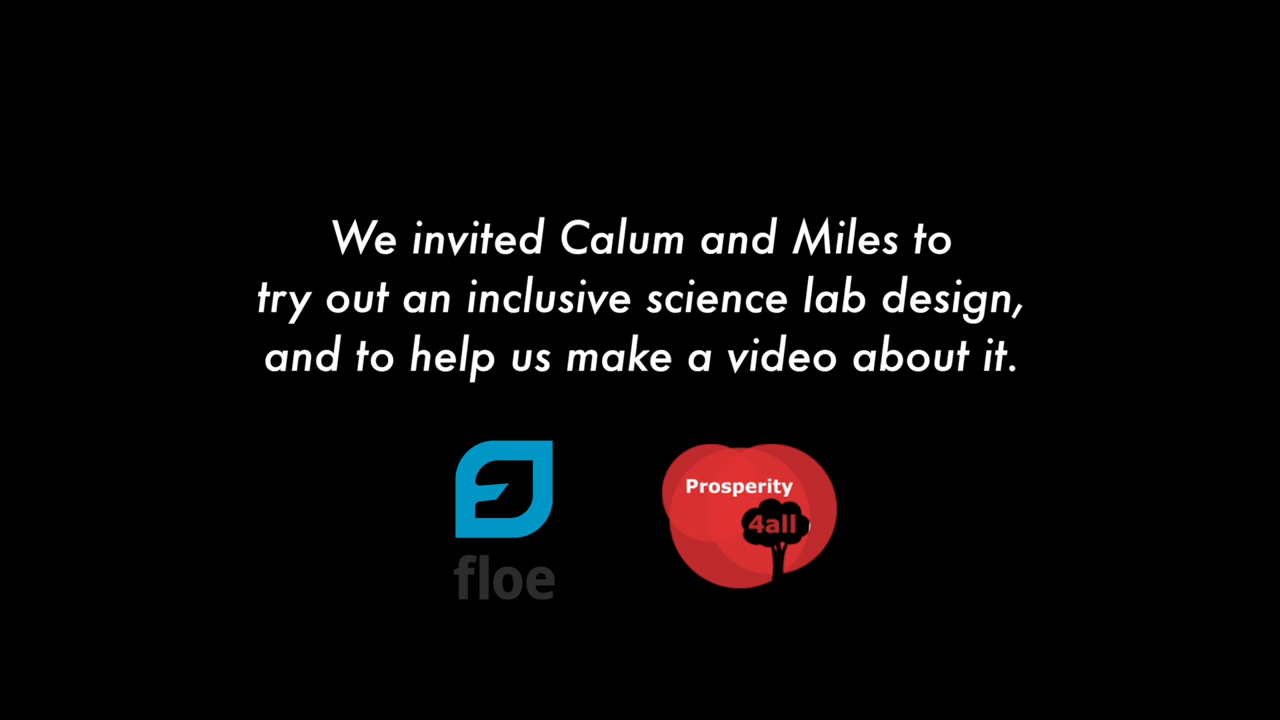 We invited Calum and Miles to
try out an inclusive science lab design,
and to help us make a video about it.
Prosperity
4all
floe